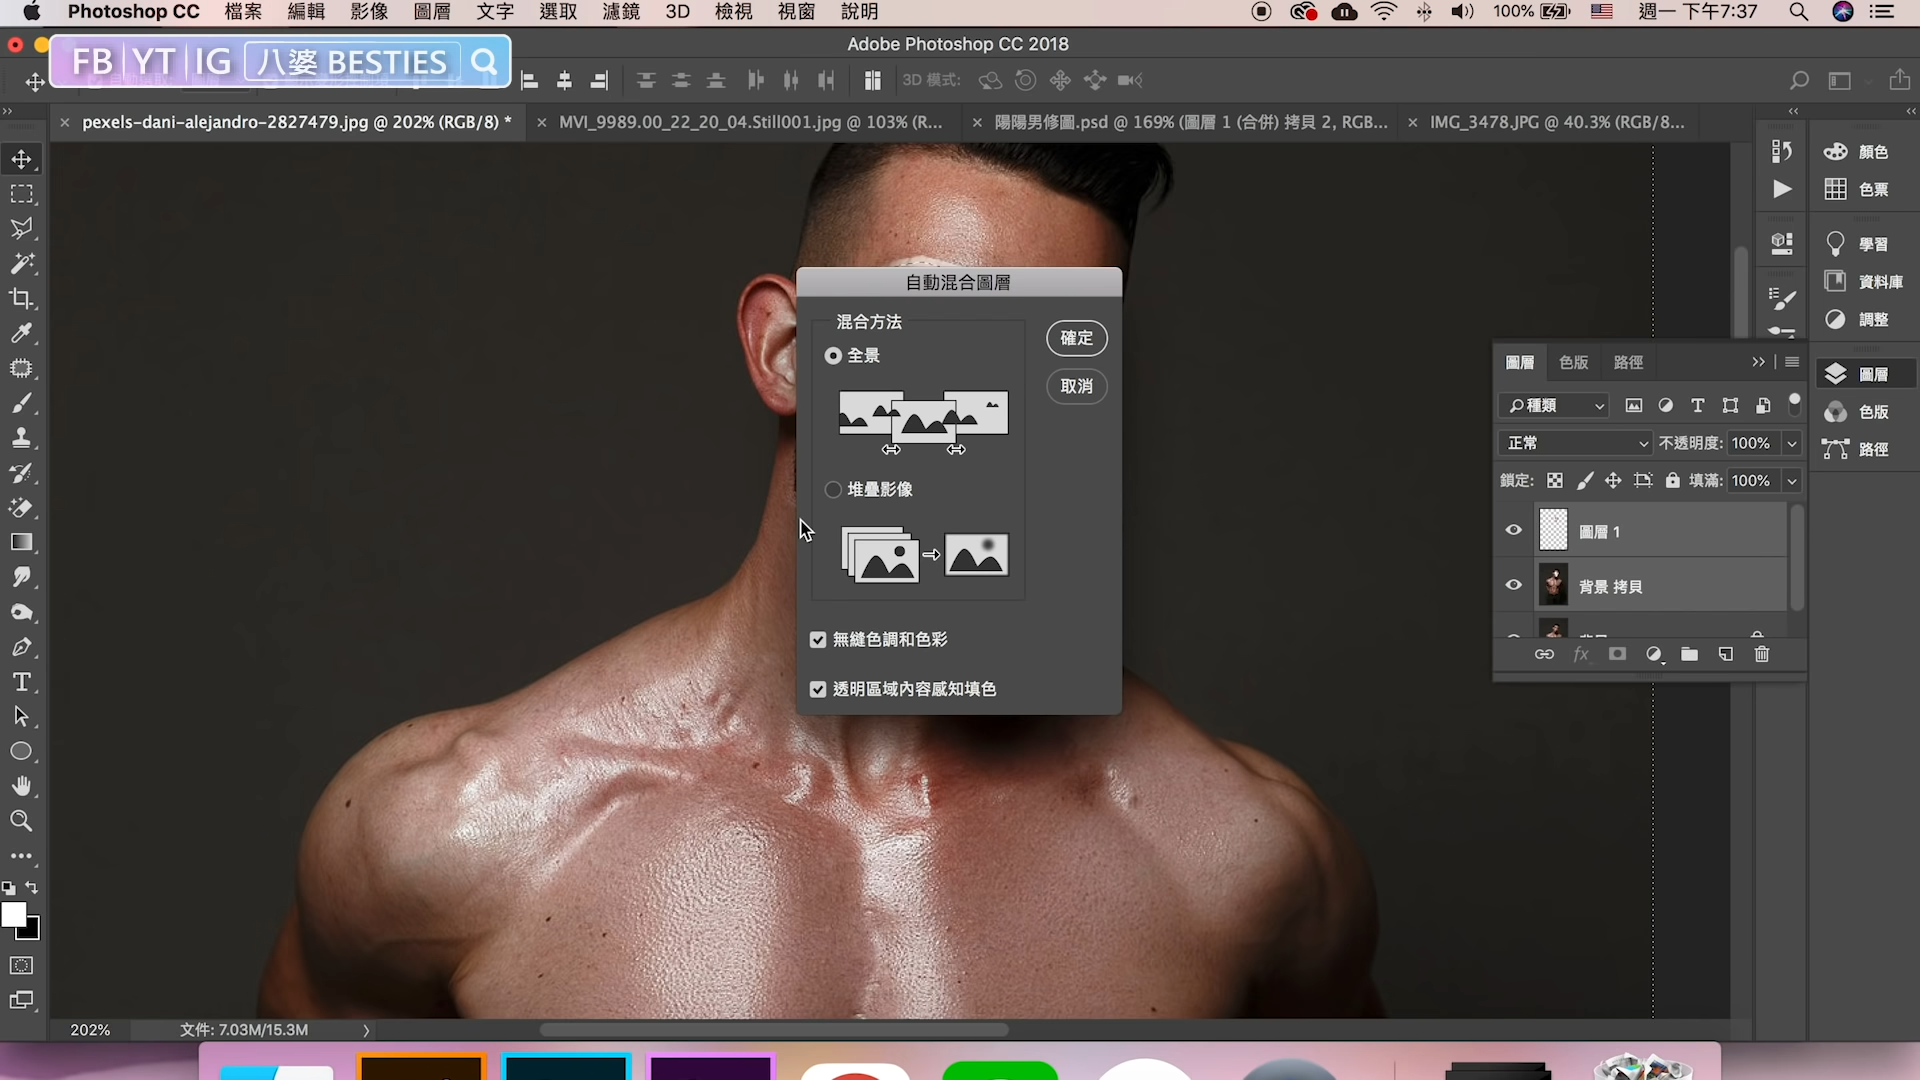 Photoshop CC 檔案 編輯 影像 圖層 文字 選取 濾鏡 3D 檢視 視窗 說明 100% 週一 下午7:37
Adobe Photoshop CC 2018
FB YT IG 八婆 BESTIES
3D 模式:
pexels-dani-alejandro-2827479.jpg @ 202% (RGB/8) *
MVI_9989.00_22_20_04.Still001.jpg @ 103% (R...
陽陽男修圖.psd @ 169% (圖層 1 (合併) 拷貝 2, RGB...
IMG_3478.JPG @ 40.3% (RGB/8...
顏色
色票
學習
資料庫
調整
圖層
色版
路徑
自動混合圖層
混合方法
全景
堆疊影像
無縫色調和色彩
透明區域內容感知填色
確定
取消
圖層 色版 路徑
種類
正常 不透明度: 100%
鎖定: 填滿: 100%
圖層 1
背景 拷貝
fx
202% 文件: 7.03M/15.3M